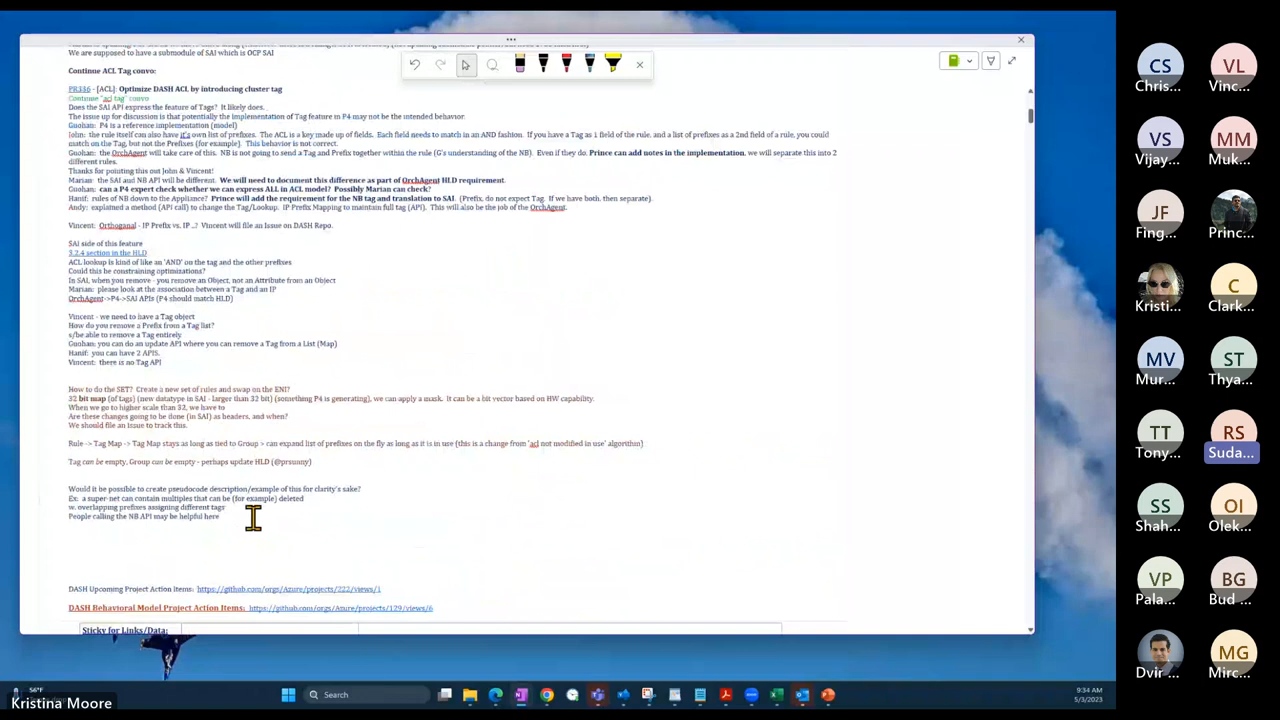 We are supposed to have a submodule of SAI which is OCP SAI
Continue ACL Tag convo:
PR336 - [ACL]: Optimize DASH ACL by introducing cluster tag
Continue "acl tag" convo
Does the SAI API express the feature of Tags? It likely does.
The issue up for discussion is that potentially the Implementation of Tag feature in P4 may not be the intended behavior.
Guohan: P4 is a reference implementation (model)
John: the rule itself can also have it's own list of prefixes. The ACL is a key made up of fields. Each field needs to match in an AND fashion. If you have a Tag as 1 field of the rule, and a list of prefixes as a 2nd field of a rule, you could
match on the Tag, but not the Prefixes (for example). This behavior is not correct.
Guohan: the OrchAgent will take care of this. NB is not going to send a Tag and Prefix together within the rule (G's understanding of the NB). Even if they do. Prince can add notes in the implementation, we will separate this into 2
different rules.
Thanks for pointing this out John & Vincent!
Marian: the SAI and NB API will be different. We will need to document this difference as part of OrchAgent HLD requirement.
Guohan: can a P4 expert check whether we can express ALL in ACL model? Possibly Marian can check?
Hanif: rules of NB down to the Appliance? Prince will add the requirement for the NB tag and translation to SAI. (Prefix, do not expect Tag. If we have both, then separate).
Andy: explained a method (API call) to change the Tag/Lookup. IP Prefix Mapping to maintain full tag (API). This will also be the job of the OrchAgent.
Vincent: Orthoganal - IP Prefix vs. IP ..? Vincent will file an Issue on DASH Repo.
SAI side of this feature
3.2.4 section in the HLD
ACL lookup is kind of like an 'AND' on the tag and the other prefixes
Could this be constraining optimizations?
In SAI, when you remove - you remove an Object, not an Attribute from an Object
Marian: please look at the association between a Tag and an IP
OrchAgent->P4->SAI APIs (P4 should match HLD)
Vincent - we need to have a Tag object
How do you remove a Prefix from a Tag list?
s/be able to remove a Tag entirely
Guohan: you can do an update API where you can remove a Tag from a List (Map)
Hanif: you can have 2 APIS.
Vincent: there is no Tag API
How to do the SET? Create a new set of rules and swap on the ENI?
32 bit map (of tags) (new datatype in SAI - larger than 32 bit) (something P4 is generating), we can apply a mask. It can be a bit vector based on HW capability.
When we go to higher scale than 32, we have to
Are these changes going to be done (in SAI) as headers, and when?
We should file an Issue to track this.
Rule -> Tag Map -> Tag Map stays as long as tied to Group > can expand list of prefixes on the fly as long as it is in use (this is a change from 'acl not modified in use' algorithm)
Tag can be empty, Group can be empty - perhaps update HLD (@prsunny)
Would it be possible to create pseudocode description/example of this for clarity's sake?
Ex: a super-net can contain multiples that can be (for example) deleted
w. overlapping prefixes assigning different tags
People calling the NB API may be helpful here
DASH Upcoming Project Action Items: https://github.com/orgs/Azure/projects/222/views/1
DASH Behavioral Model Project Action Items: https://github.com/orgs/Azure/projects/129/views/6
Sticky for Links/Data:
56°F
Search
9:34 AM
5/3/2023
Kristina Moore
CS VL
Chris... Vinc...
VS MM
Vijay... Muk...
JF
Fing... Princ...
C
Kristi... Clark...
MV ST
Mur... Thya...
TT RS
Tony... Suda...
SS OI
Shah... Olek...
VP BG
Pala... Bud ...
MG
Dvir ... Mirc...